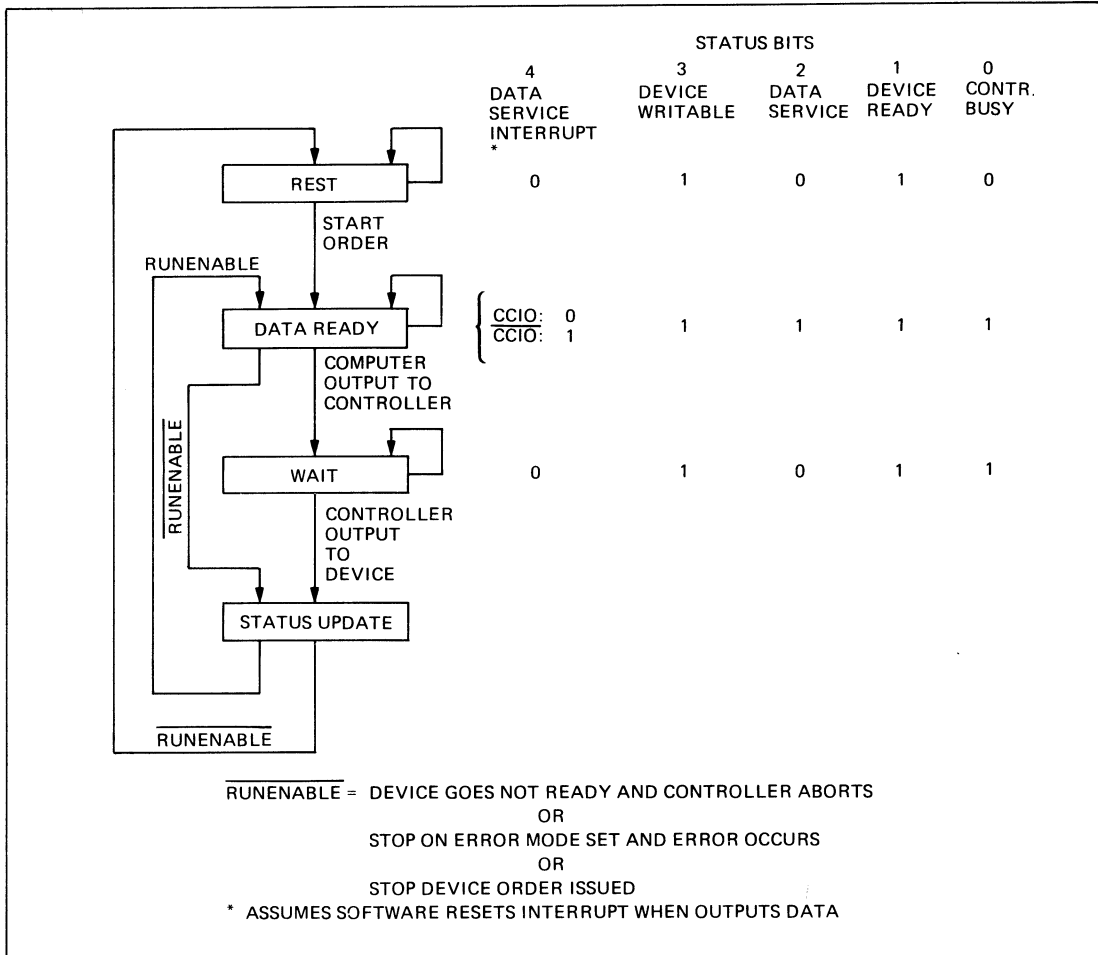 STATUS BITS
4 3 2 1 0
DATA DEVICE DATA DEVICE CONTR.
SERVICE WRITABLE SERVICE READY BUSY
INTERRUPT
*
REST 0 1 0 1 0
START
ORDER
RUNENABLE
DATA READY CCIO: 0 1 1 1 1
CCIO: 1
COMPUTER
OUTPUT TO
CONTROLLER
RUNENABLE
WAIT 0 1 0 1 1
CONTROLLER
OUTPUT
TO
DEVICE
STATUS UPDATE
RUNENABLE
RUNENABLE = DEVICE GOES NOT READY AND CONTROLLER ABORTS
OR
STOP ON ERROR MODE SET AND ERROR OCCURS
OR
STOP DEVICE ORDER ISSUED
* ASSUMES SOFTWARE RESETS INTERRUPT WHEN OUTPUTS DATA